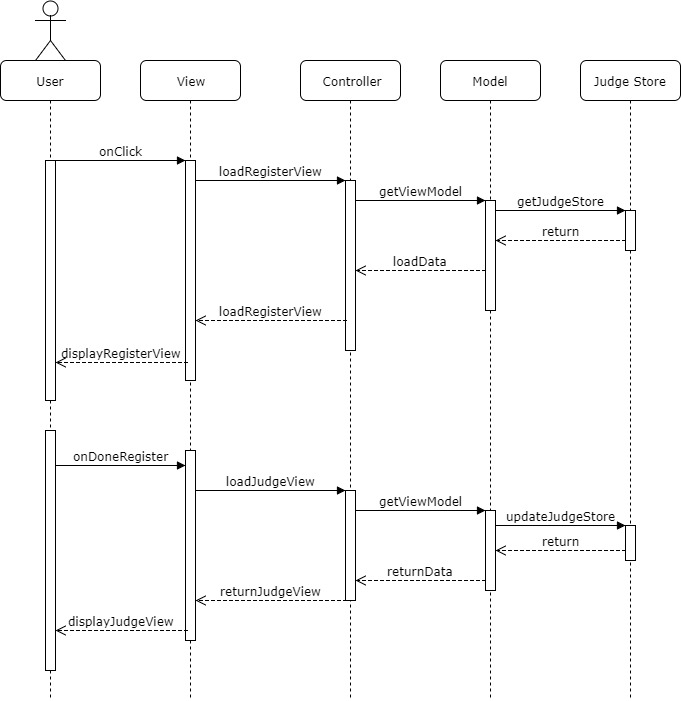 User
View
Controller
Model
Judge Store
onClick
loadRegisterView
getViewModel
getJudgeStore
return
loadData
loadRegisterView
displayRegisterView
onDoneRegister
loadJudgeView
getViewModel
updateJudgeStore
return
returnData
returnJudgeView
displayJudgeView